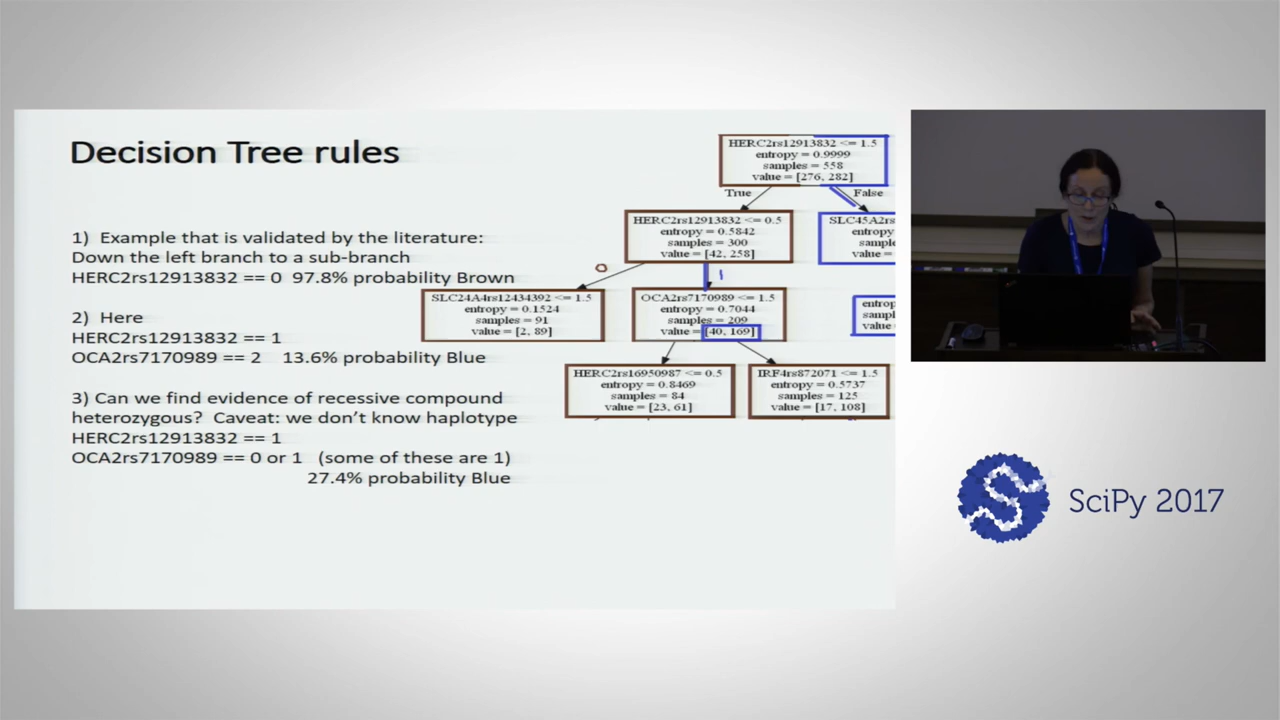 Decision Tree rules
1) Example that is validated by the literature:
Down the left branch to a sub-branch
HERC2rs12913832 == 0 97.8% probability Brown
2) Here
HERC2rs12913832 == 1
OCA2rs7170989 == 2 13.6% probability Blue
3) Can we find evidence of recessive compound
heterozygous? Caveat: we don't know haplotype
HERC2rs12913832 == 1
OCA2rs7170989 == 0 or 1 (some of these are 1)
27.4% probability Blue
HERC2rs12913832 <= 1.5
entropy = 0.9999
samples = 558
value = [276, 282]
True
False
HERC2rs12913832 <= 0.5
entropy = 0.5842
samples = 300
value = [42, 258]
SLC45A2rs
0
1
SLC24A4rs12434392 <= 1.5
entropy = 0.1524
samples = 91
value = [2, 89]
OCA2rs7170989 <= 1.5
entropy = 0.7044
samples = 209
value = [40, 169]
HERC2rs16950987 <= 0.5
entropy = 0.8469
samples = 84
value = [23, 61]
IRF4rs872071 <= 1.5
entropy = 0.5737
samples = 125
value = [17, 108]
SciPy 2017